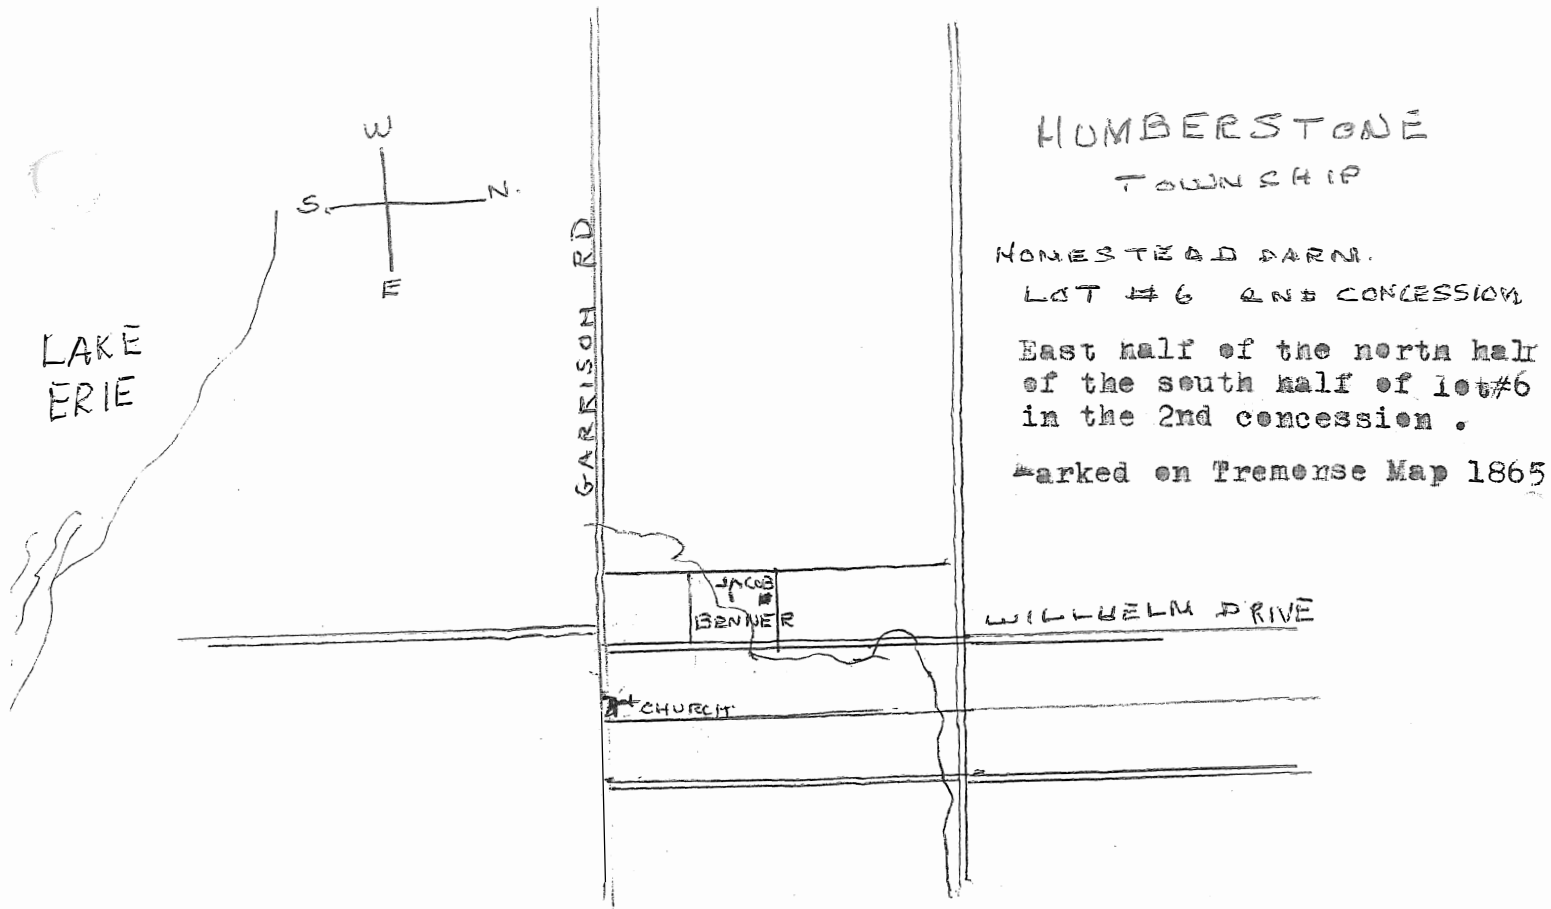 HUMBERSTONE
TOWNSHIP
W
S. N.
E
HOMESTEAD FARM.
LOT # 6 2ND CONCESSION
LAKE
ERIE
GARRISON RD
East half of the north half
of the south half of lot#6
in the 2nd concession .
Marked on Tremorse Map 1865
JACOB
BENNER
WILLHELM DRIVE
CHURCH